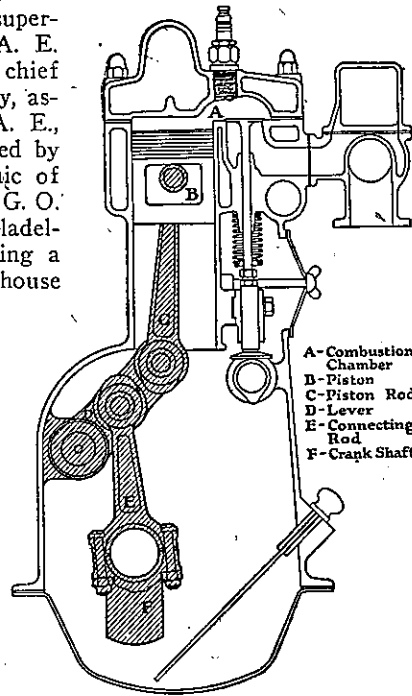 super-
A. E.
chief
y, as-
A. E.,
ed by
ic of
G. O.
ladel-
ing a
house
A
B
C
D
E
F
A-Combustion
Chamber
B-Piston
C-Piston Rod
D-Lever
E-Connecting
Rod
F-Crank Shaft